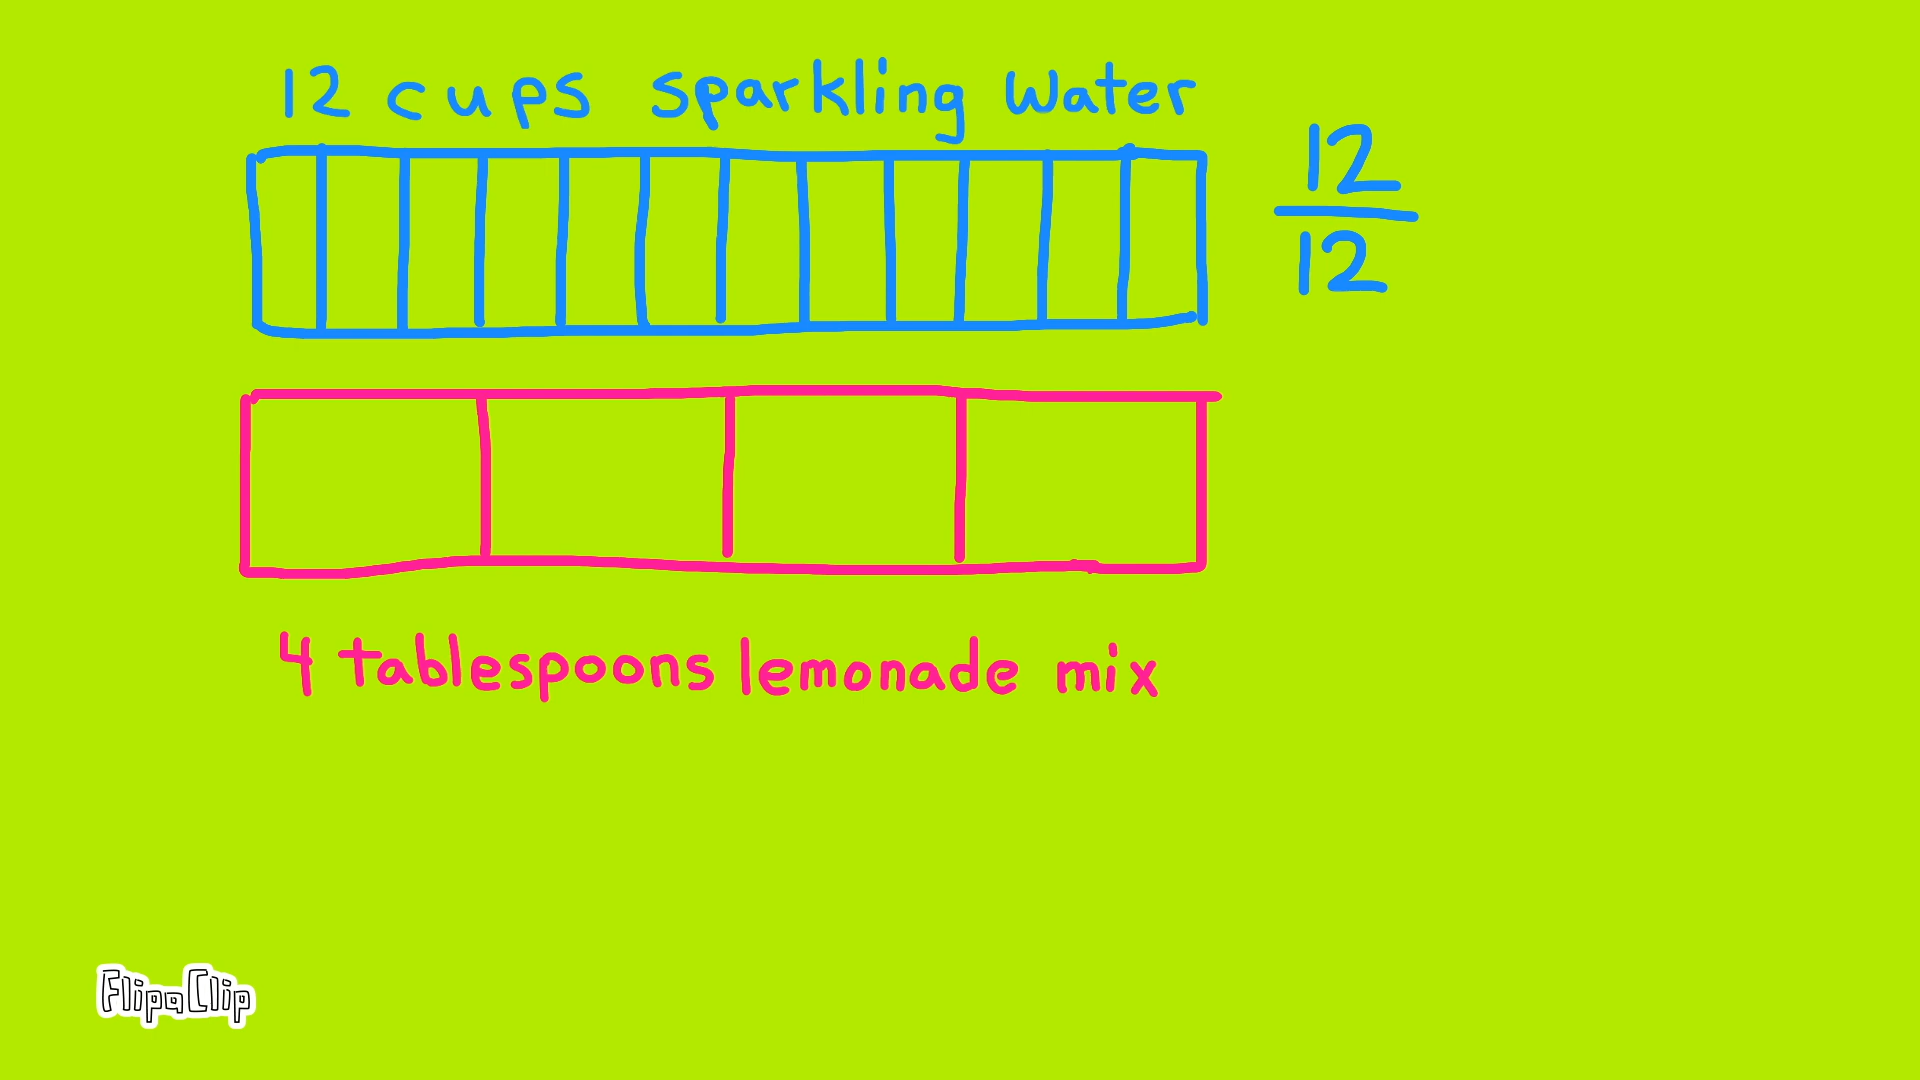 12 cups sparkling water
12
12
4 tablespoons lemonade mix
FlipaClip